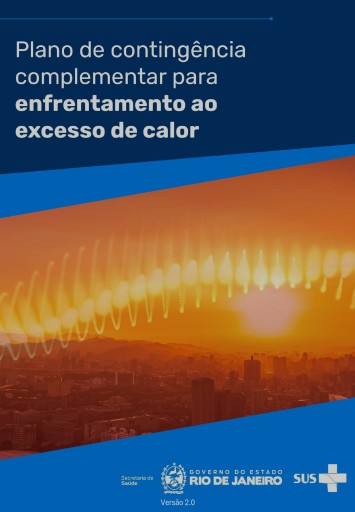 Plano de contingência
complementar para
enfrentamento ao
excesso de calor
Secretaria de
Saúde
GOVERNO DO ESTADO
RIO DE JANEIRO
SUS
Versão 2.0